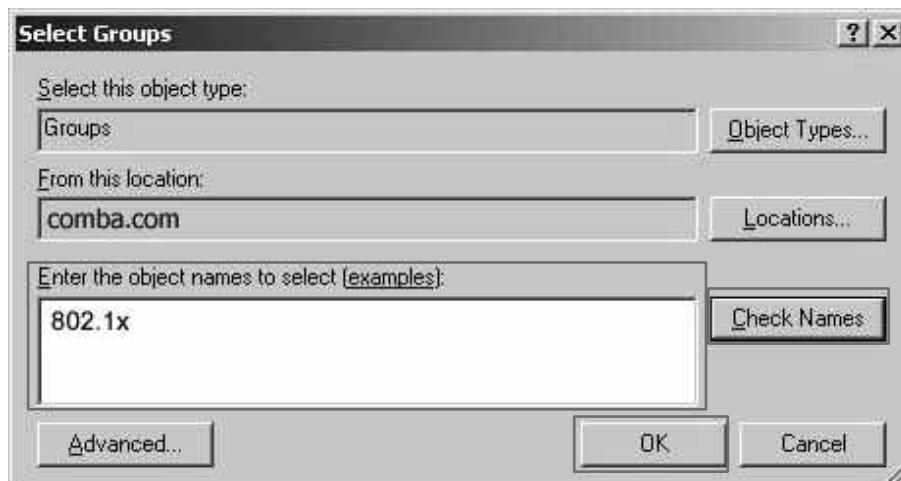 Select Groups
Select this object type:
Groups
Object Types...
From this location:
comba.com
Locations...
Enter the object names to select (examples):
802.1x
Check Names
Advanced...
OK
Cancel